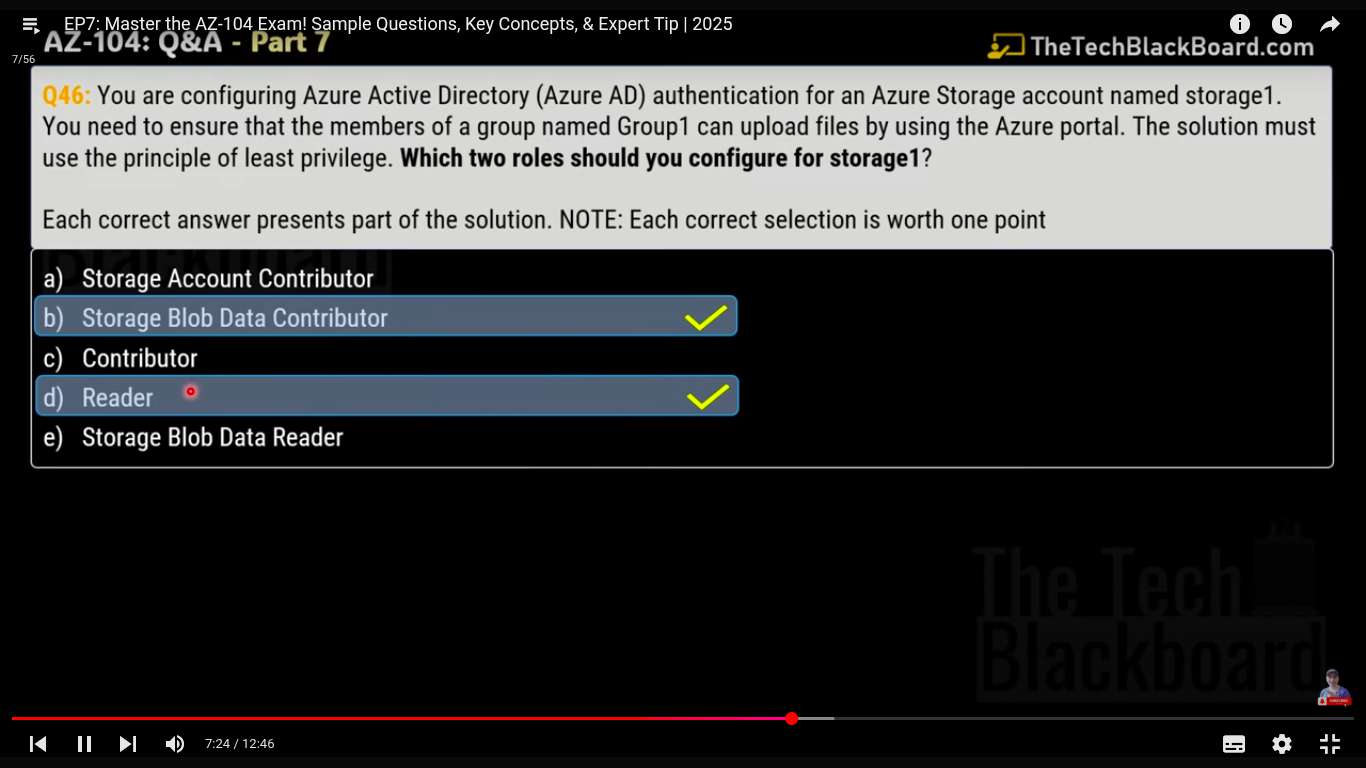 EP7: Master the AZ-104 Exam! Sample Questions, Key Concepts, & Expert Tip | 2025
7/56
AZ-104: Q&A - Part 7
TheTechBlackBoard.com
Q46: You are configuring Azure Active Directory (Azure AD) authentication for an Azure Storage account named storage1.
You need to ensure that the members of a group named Group1 can upload files by using the Azure portal. The solution must
use the principle of least privilege. Which two roles should you configure for storage1?
Each correct answer presents part of the solution. NOTE: Each correct selection is worth one point
a) Storage Account Contributor
b) Storage Blob Data Contributor
c) Contributor
d) Reader
e) Storage Blob Data Reader
The Tech
Blackboard
7:24 / 12:46